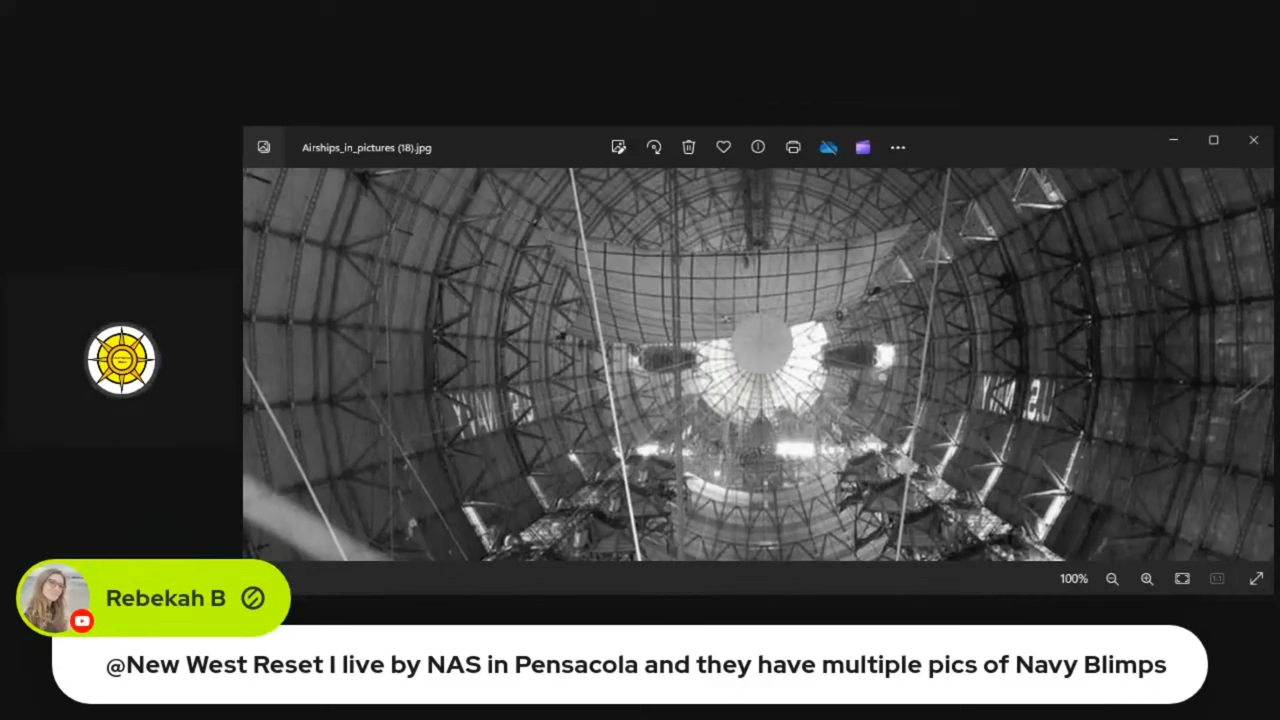 Airships_in_pictures (18).jpg
100%
Rebekah B
@New West Reset I live by NAS in Pensacola and they have multiple pics of Navy Blimps